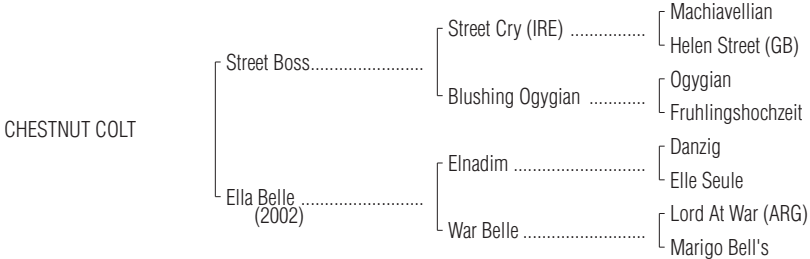 Machiavellian
Street Cry (IRE) ................
Helen Street (GB)
Street Boss........................
Ogygian
Blushing Ogygian ............
Fruhlingshochzeit
CHESTNUT COLT
Danzig
Elnadim ............................
Elle Seule
Ella Belle ..........................
(2002)
Lord At War (ARG)
War Belle ..........................
Marigo Bell's